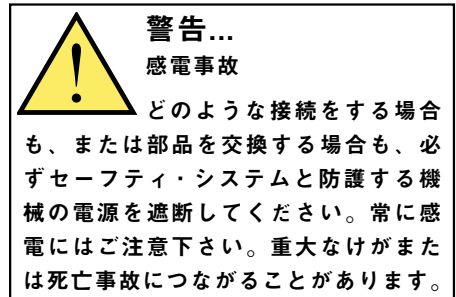 警告...
感電事故
どのような接続をする場合
も、または部品を交換する場合も、必
ずセーフティ・システムと防護する機
械の電源を遮断してください。常に感
電にはご注意下さい。重大なけがまた
は死亡事故につながることがあります。